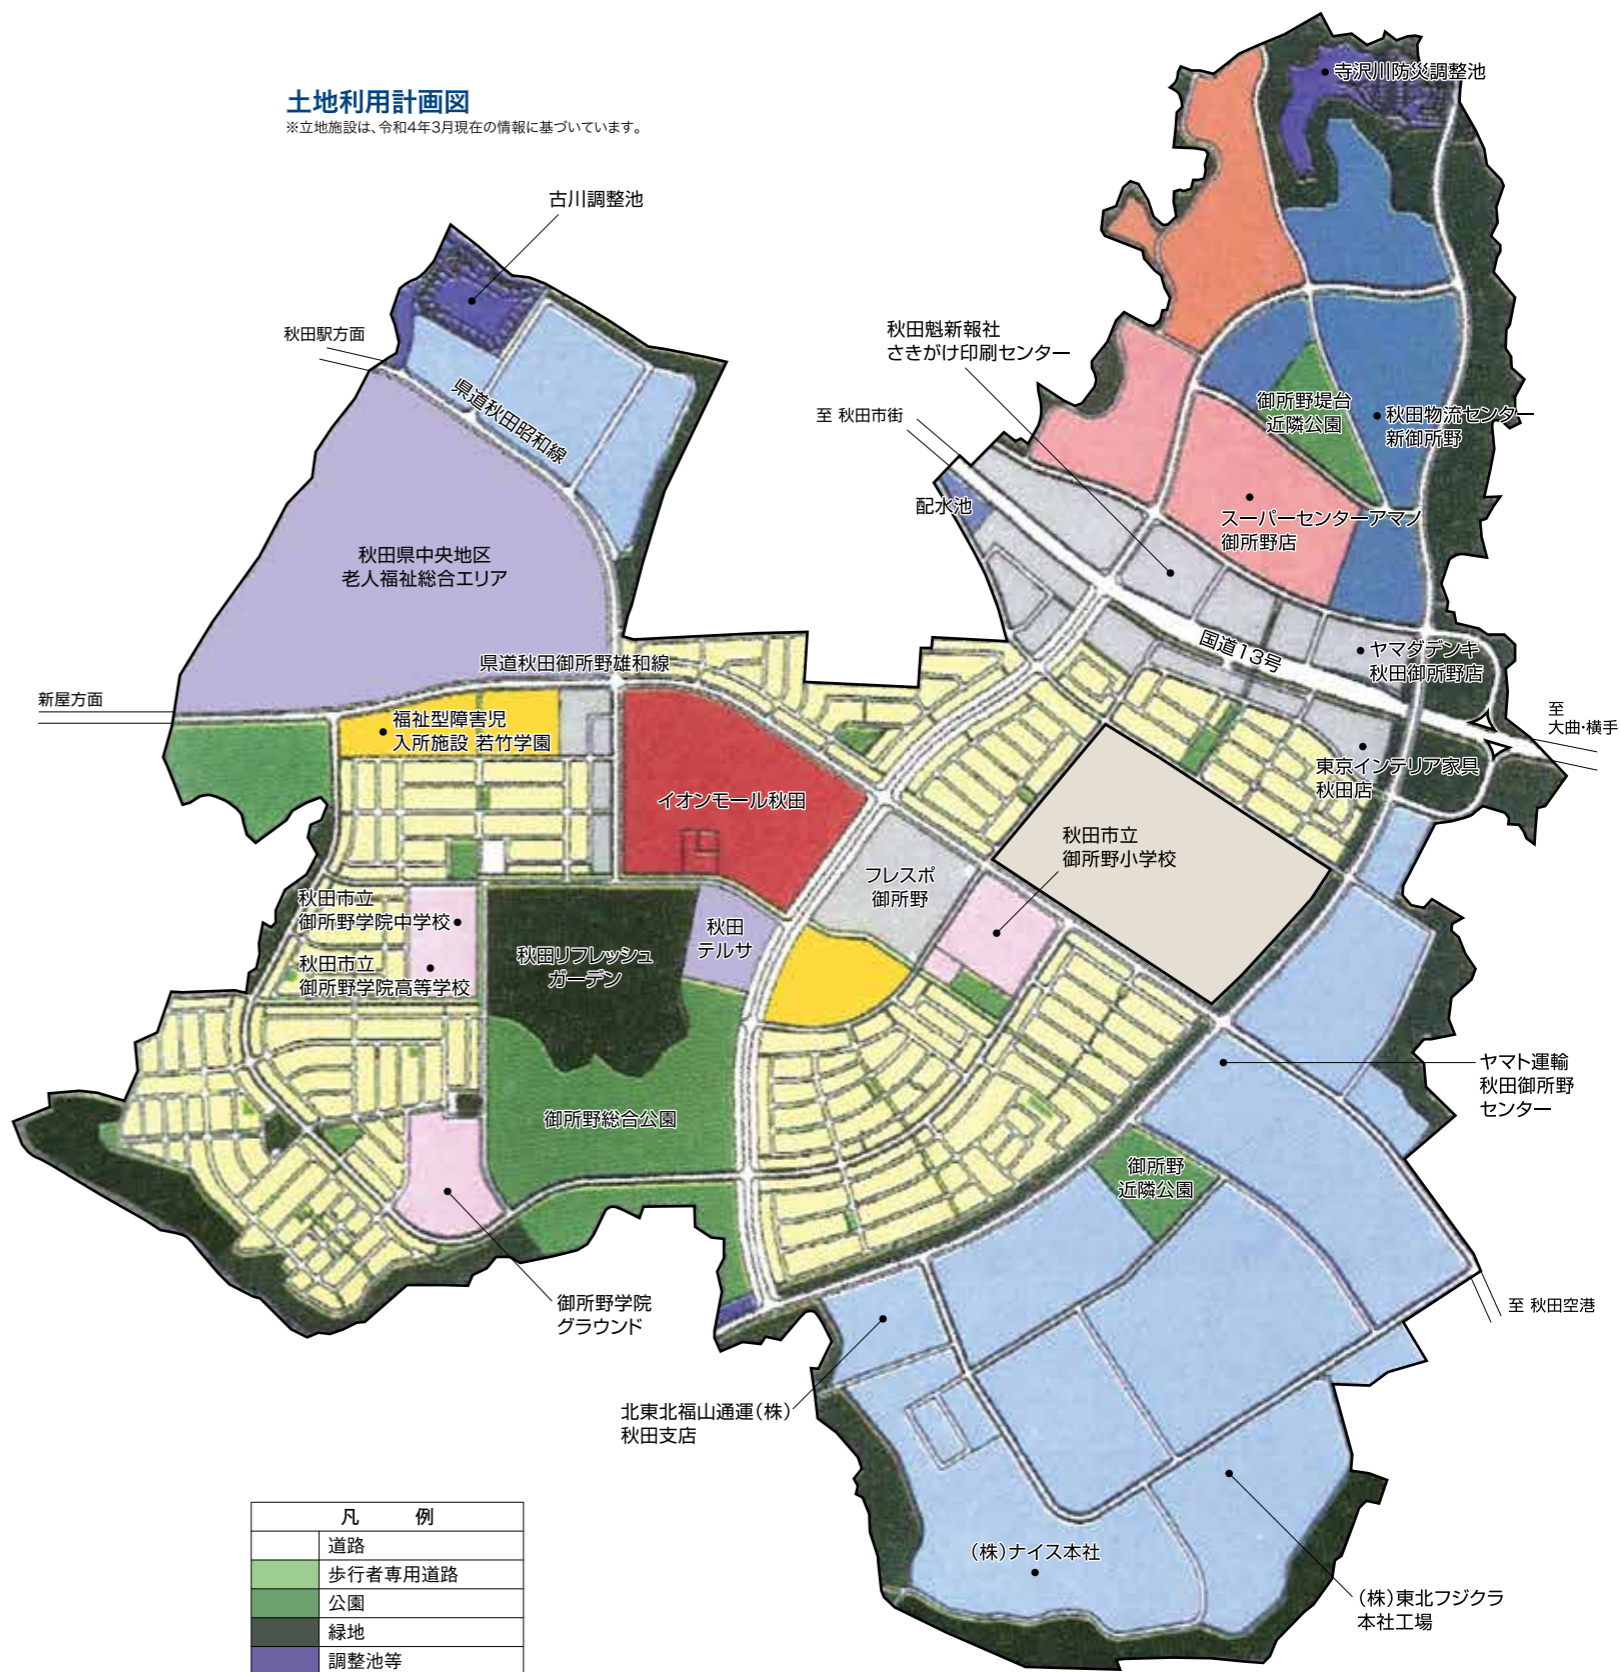 土地利用計画図
※立地施設は、令和4年3月現在の情報に基づいています。
寺沢川防災調整池
古川調整池
秋田駅方面
県道秋田昭和線
秋田魁新報社
さきがけ印刷センター
至 秋田市街
御所野堤台
近隣公園
秋田物流センター
新御所野
配水池
スーパーセンターアマノ
御所野店
秋田県中央地区
老人福祉総合エリア
国道13号
ヤマダデンキ
秋田御所野店
県道秋田御所野雄和線
新屋方面
至
大曲・横手
福祉型障害児
入所施設 若竹学園
東京インテリア家具
秋田店
イオンモール秋田
秋田市立
御所野小学校
フレスポ
御所野
秋田市立
御所野学院中学校
秋田
テルサ
秋田リフレッシュ
ガーデン
秋田市立
御所野学院高等学校
ヤマト運輸
秋田御所野
センター
御所野総合公園
御所野
近隣公園
御所野学院
グラウンド
至 秋田空港
北東北福山通運(株)
秋田支店
(株)ナイス本社
(株)東北フジクラ
本社工場
凡 例
道路
歩行者専用道路
公園
緑地
調整池等